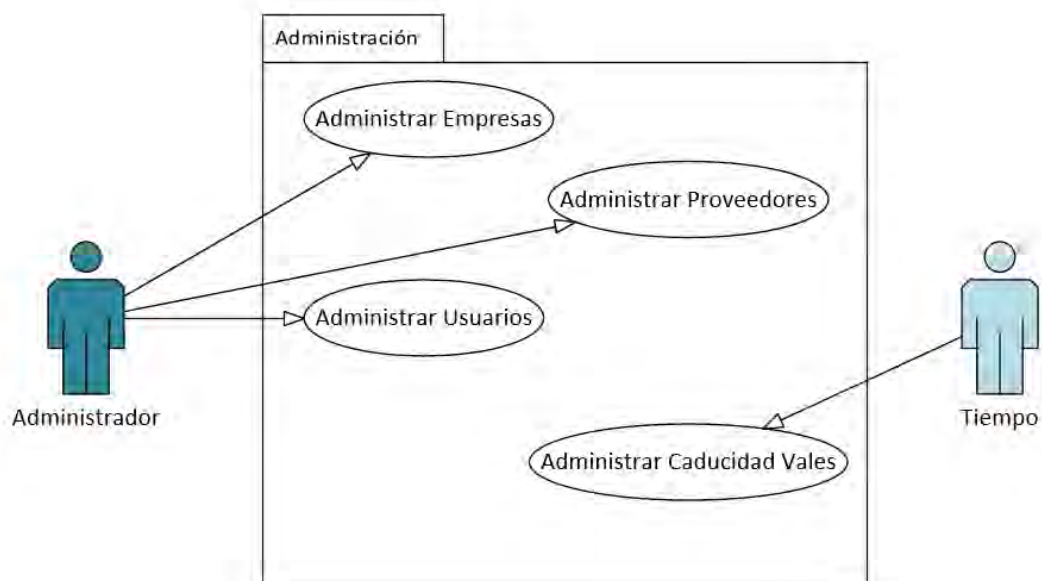 Administración
Administrar Empresas
Administrar Proveedores
Administrar Usuarios
Administrador
Tiempo
Administrar Caducidad Vales